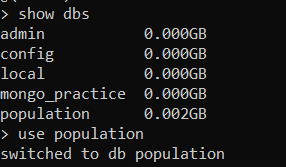 > show dbs
admin          0.000GB
config         0.000GB
local          0.000GB
mongo_practice  0.000GB
population     0.002GB
> use population
switched to db population